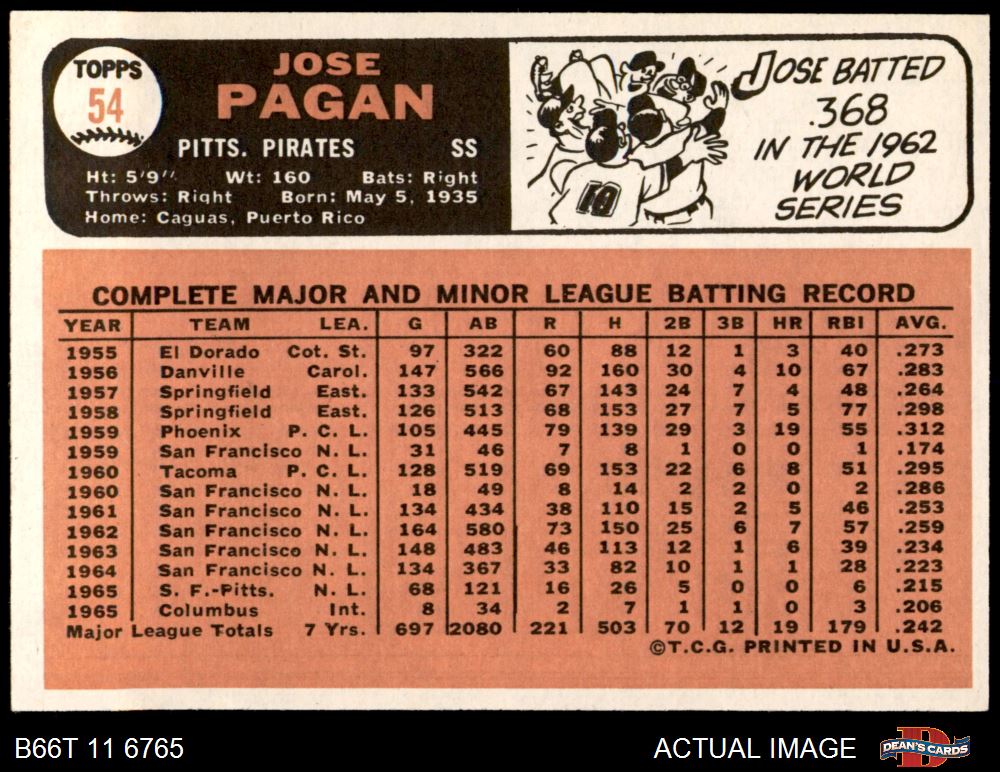 TOPPS
54
JOSE
PAGAN
PITTS. PIRATES SS
Ht: 5'9" Wt: 160 Bats: Right
Throws: Right Born: May 5, 1935
Home: Caguas, Puerto Rico
19
JOSE BATTED
.368
IN THE 1962
WORLD
SERIES
COMPLETE MAJOR AND MINOR LEAGUE BATTING RECORD
YEAR TEAM LEA. G AB R H 2B 3B HR RBI AVG.
1955 El Dorado Cot. St. 97 322 60 88 12 1 3 40 .273
1956 Danville Carol. 147 566 92 160 30 4 10 67 .283
1957 Springfield East. 133 542 67 143 24 7 4 48 .264
1958 Springfield East. 126 513 68 153 27 7 5 77 .298
1959 Phoenix P. C. L. 105 445 79 139 29 3 19 55 .312
1959 San Francisco N. L. 31 46 7 8 1 0 0 1 .174
1960 Tacoma P. C. L. 128 519 69 153 22 6 8 51 .295
1960 San Francisco N. L. 18 49 8 14 2 2 0 2 .286
1961 San Francisco N. L. 134 434 38 110 15 2 5 46 .253
1962 San Francisco N. L. 164 580 73 150 25 6 7 57 .259
1963 San Francisco N. L. 148 483 46 113 12 1 6 39 .234
1964 San Francisco N. L. 134 367 33 82 10 1 1 28 .223
1965 S. F.-Pitts. N. L. 68 121 16 26 5 0 0 6 .215
1965 Columbus Int. 8 34 2 7 1 1 0 3 .206
Major League Totals 7 Yrs. 697 2080 221 503 70 12 19 179 .242
©T.C.G. PRINTED IN U.S.A.
B66T 11 6765 ACTUAL IMAGE DEAN'S CARDS